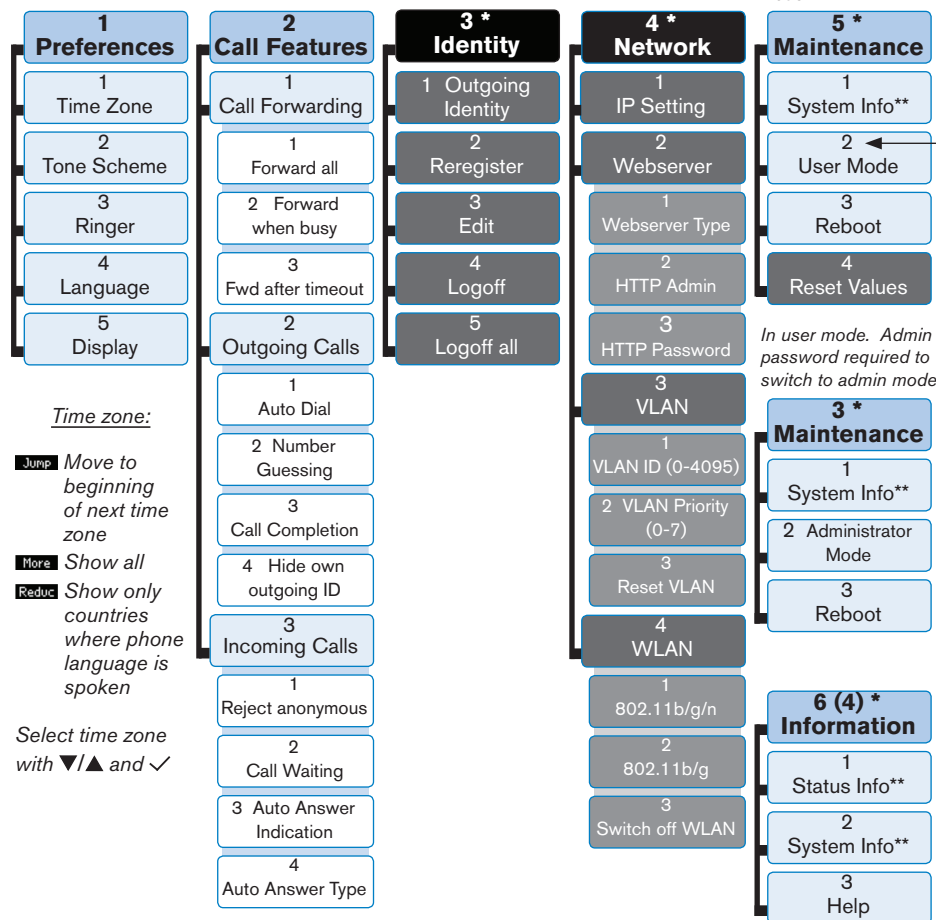 1
Preferences
1
Time Zone
2
Tone Scheme
3
Ringer
4
Language
5
Display
Time zone:
Jump Move to
beginning
of next time
zone
More Show all
Reduc Show only
countries
where phone
language is
spoken
Select time zone
with ▼/▲ and ✓
2
Call Features
1
Call Forwarding
1
Forward all
2 Forward
when busy
3
Fwd after timeout
2
Outgoing Calls
1
Auto Dial
2 Number
Guessing
3
Call Completion
4 Hide own
outgoing ID
3
Incoming Calls
1
Reject anonymous
2
Call Waiting
3 Auto Answer
Indication
4
Auto Answer Type
3 *
Identity
1 Outgoing
Identity
2
Reregister
3
Edit
4
Logoff
5
Logoff all
4 *
Network
1
IP Setting
2
Webserver
1
Webserver Type
2
HTTP Admin
3
HTTP Password
3
VLAN
1
VLAN ID (0-4095)
2 VLAN Priority
(0-7)
3
Reset VLAN
4
WLAN
1
802.11b/g/n
2
802.11b/g
3
Switch off WLAN
5 *
Maintenance
1
System Info**
2
User Mode
3
Reboot
4
Reset Values
In user mode. Admin
password required to
switch to admin mode
3 *
Maintenance
1
System Info**
2 Administrator
Mode
3
Reboot
6 (4) *
Information
1
Status Info**
2
System Info**
3
Help